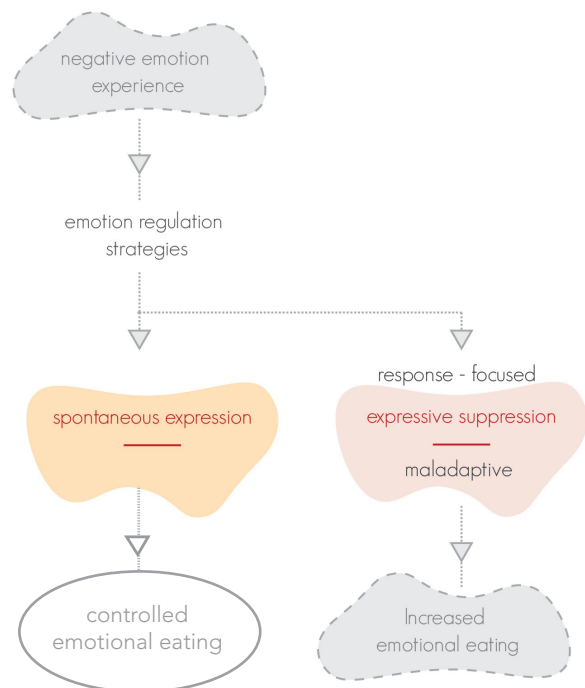 negative emotion
experience
emotion regulation
strategies
spontaneous expression
response - focused
expressive suppression
maladaptive
controlled
emotional eating
Increased
emotional eating